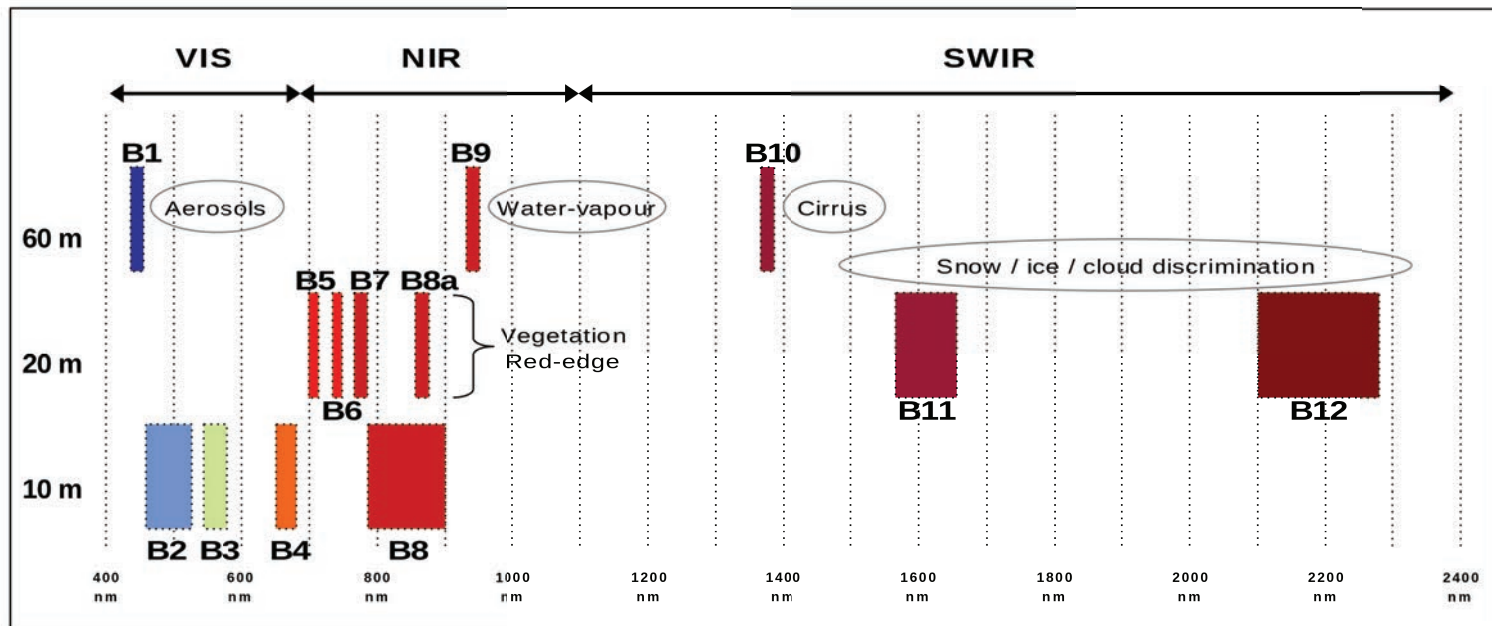 VIS NIR SWIR
B1 B9 B10
Aerosols Water-vapour Cirrus
60 m
Snow / ice / cloud discrimination
B5 B7 B8a
Vegetation
Red-edge
20 m
B6 B11 B12
10 m
B2 B3 B4 B8
400 600 800 1000 1200 1400 1600 1800 2000 2200 2400
nm nm nm nm nm nm nm nm nm nm nm